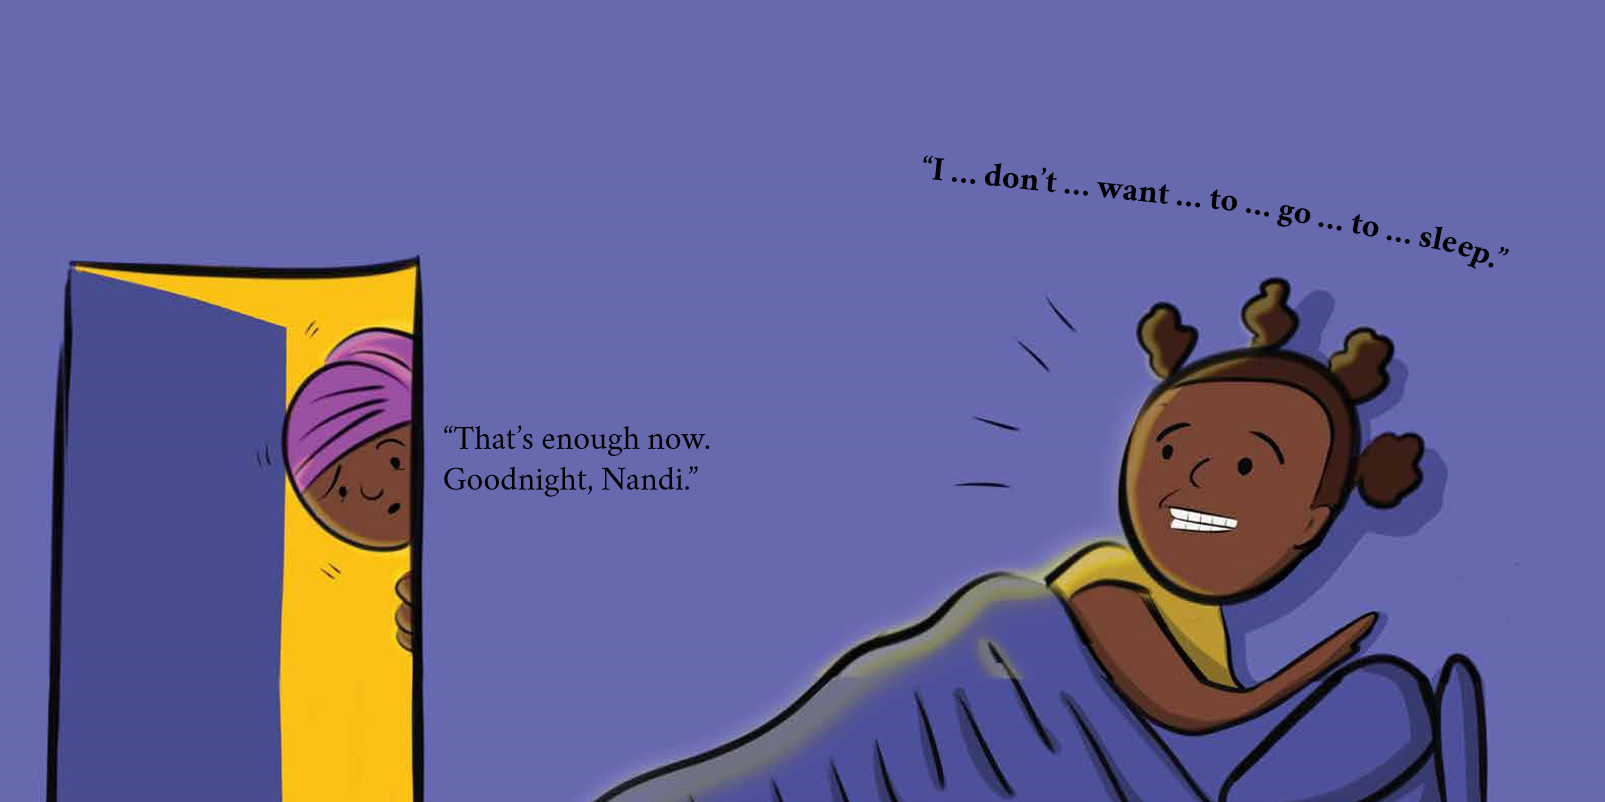 “I ... don’t ... want ... to ... go ... to ... sleep.”
“That’s enough now.
Goodnight, Nandi.”